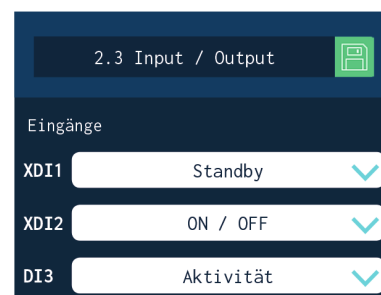 2.3 Input / Output
Eingänge
XDI1 Standby
XDI2 ON / OFF
DI3 Aktivität